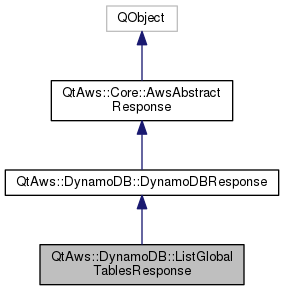 QObject
QtAws::Core::AwsAbstract
Response
QtAws::DynamoDB::DynamoDBResponse
QtAws::DynamoDB::ListGlobal
TablesResponse